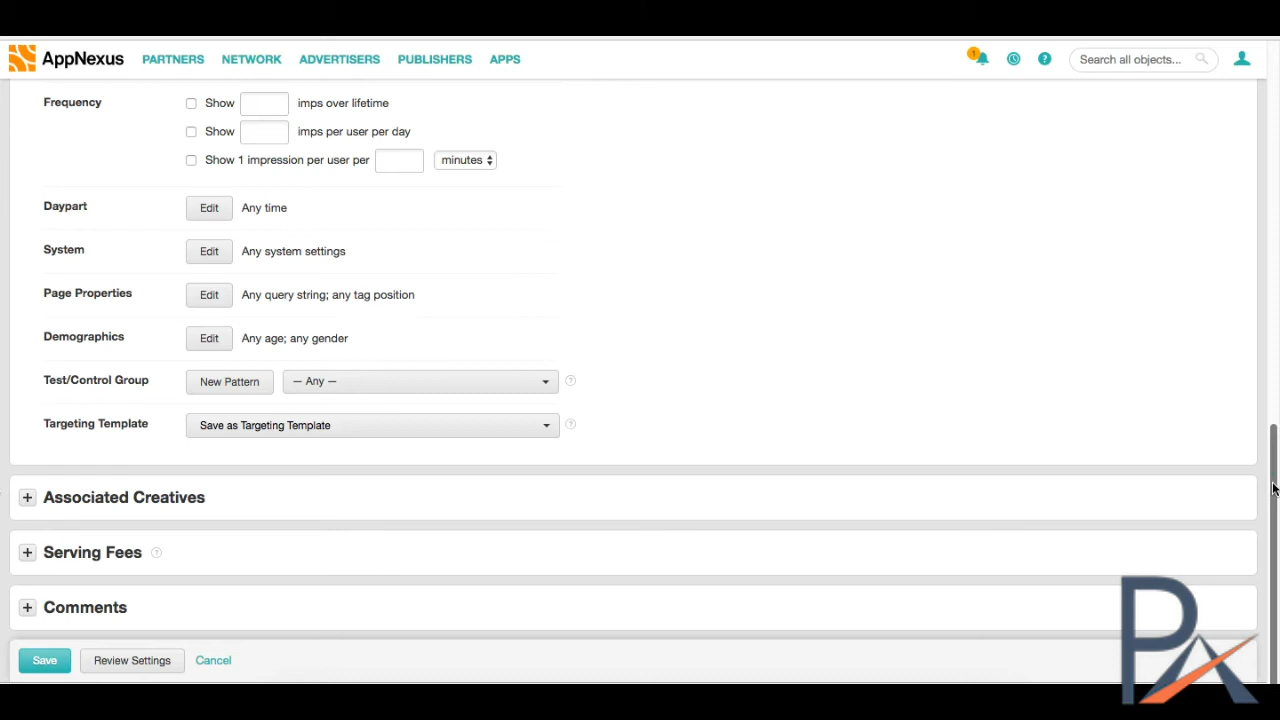 AppNexus PARTNERS NETWORK ADVERTISERS PUBLISHERS APPS 1 ? Search all objects...
Frequency Show imps over lifetime
Show imps per user per day
Show 1 impression per user per minutes
Daypart Edit Any time
System Edit Any system settings
Page Properties Edit Any query string; any tag position
Demographics Edit Any age; any gender
Test/Control Group New Pattern — Any — ?
Targeting Template Save as Targeting Template ?
+ Associated Creatives
+ Serving Fees ?
+ Comments
Save Review Settings Cancel